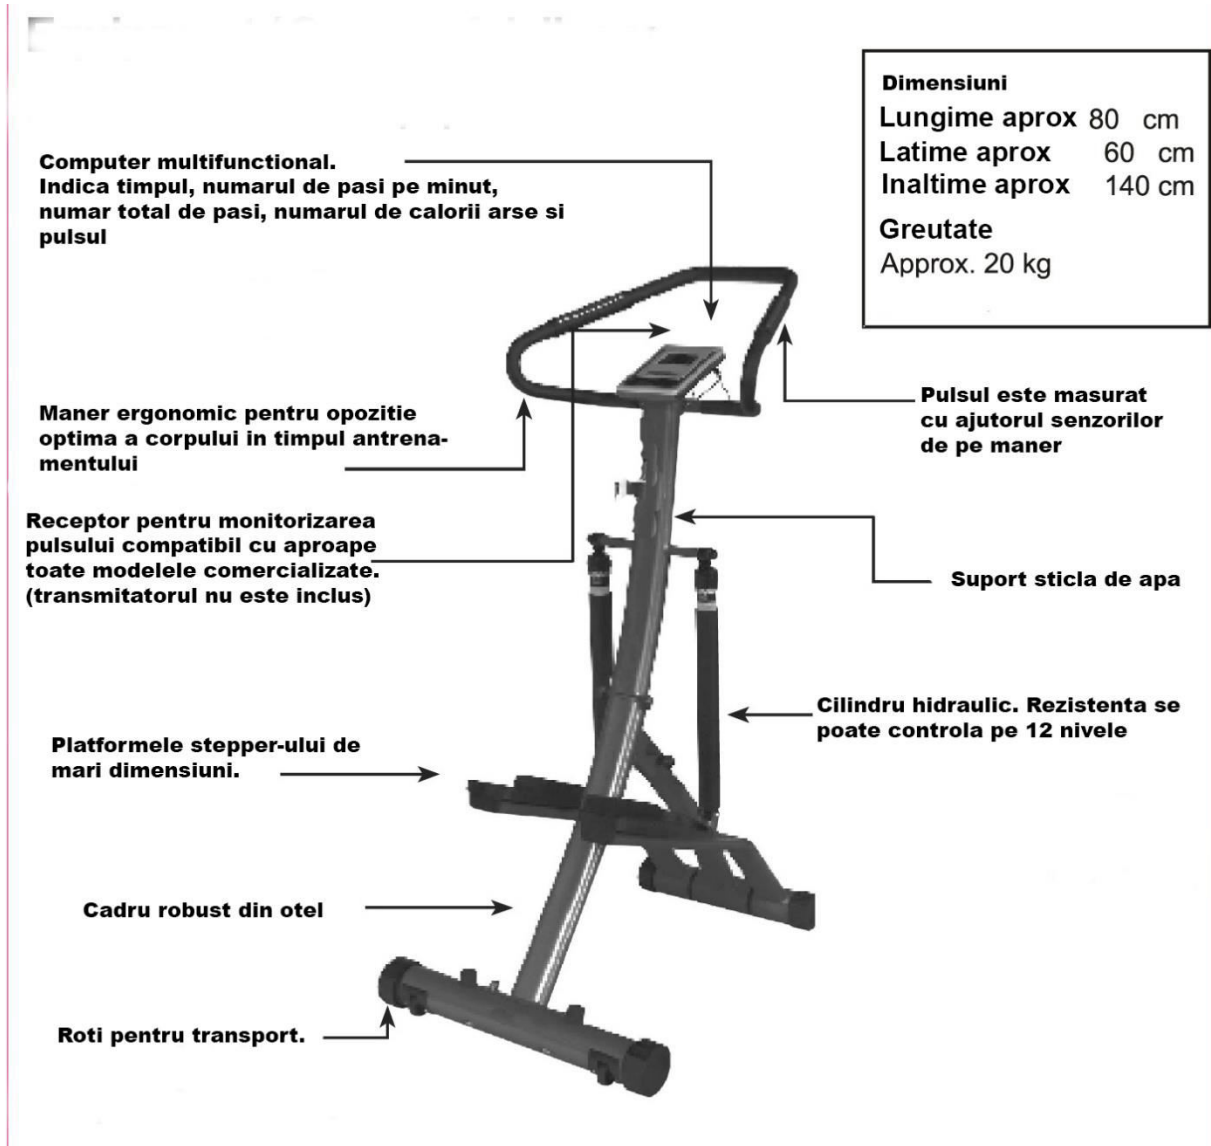 Dimensiuni
Lungime aprox 80 cm
Latime aprox 60 cm
Inaltime aprox 140 cm
Greutate
Approx. 20 kg
Computer multifunctional.
Indica timpul, numarul de pasi pe minut,
numar total de pasi, numarul de calorii arse si
pulsul
Pulsul este masurat
cu ajutorul senzorilor
de pe maner
Maner ergonomic pentru opozitie
optima a corpului in timpul antrena-
mentului
Receptor pentru monitorizarea
pulsului compatibil cu aproape
toate modelele comercializate.
(transmitatorul nu este inclus)
Suport sticla de apa
Cilindru hidraulic. Rezistenta se
poate controla pe 12 nivele
Platformele stepper-ului de
mari dimensiuni.
Cadru robust din otel
Roti pentru transport.